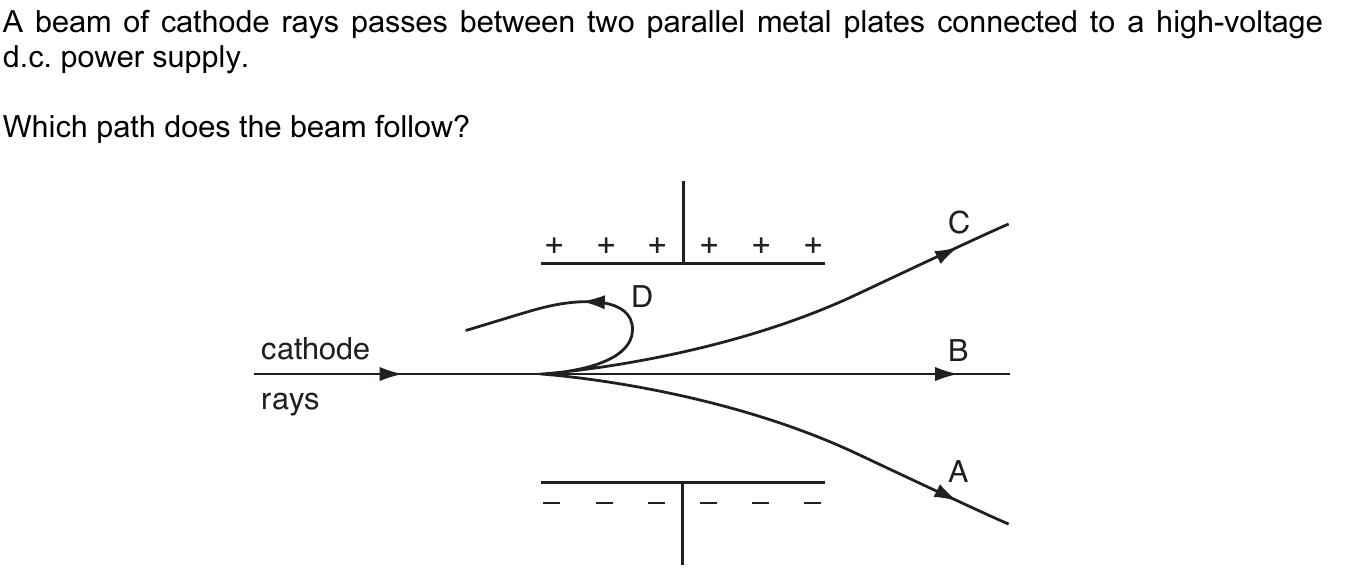 A beam of cathode rays passes between two parallel metal plates connected to a high-voltage
d.c. power supply.
Which path does the beam follow?
C
+ + + + + +
D
cathode
B
rays
A
– – – – – –